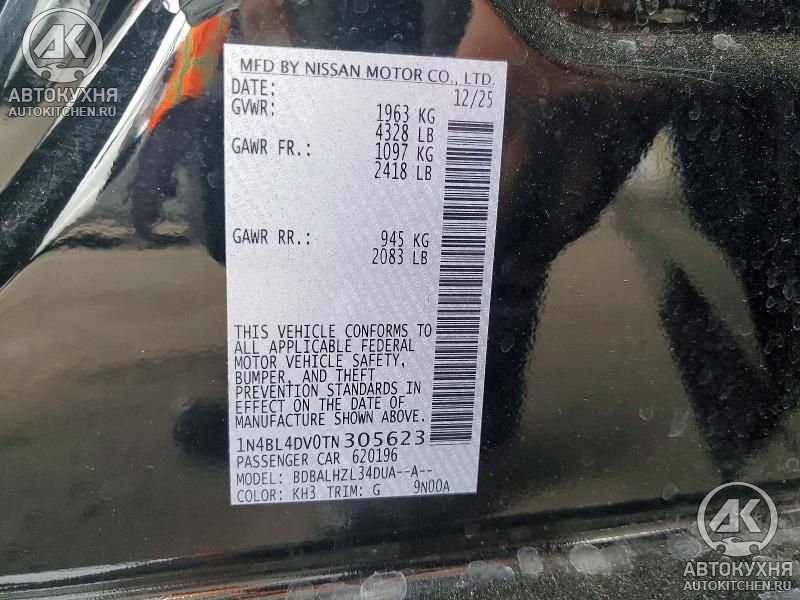 AK
АВТОКУХНЯ
AUTOKITCHEN.RU
MFD BY NISSAN MOTOR CO., LTD.
DATE: 12/25
GVWR: 1963 KG
4328 LB
GAWR FR.: 1097 KG
2418 LB
GAWR RR.: 945 KG
2083 LB
THIS VEHICLE CONFORMS TO
ALL APPLICABLE FEDERAL
MOTOR VEHICLE SAFETY,
BUMPER, AND THEFT
PREVENTION STANDARDS IN
EFFECT ON THE DATE OF
MANUFACTURE SHOWN ABOVE.
1N4BL4DV0TN305623
PASSENGER CAR 620196
MODEL: BDBALHZL34DUA--A--
COLOR: KH3 TRIM: G 9N00A
AK
АВТОКУХНЯ
AUTOKITCHEN.RU